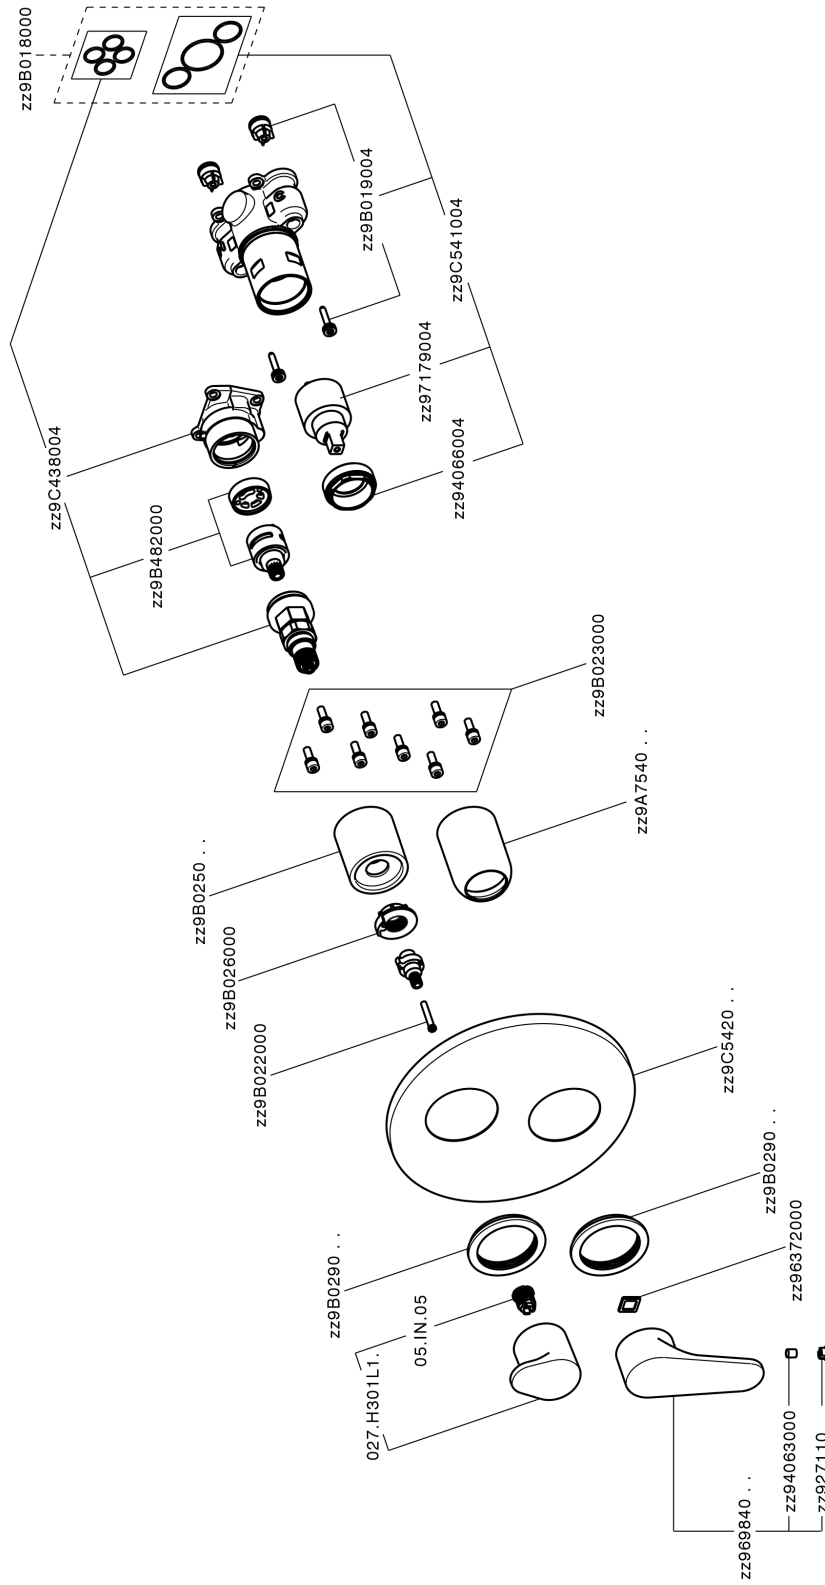 zz9B018000
zz9B019004
zz9C541004
zz97179004
zz94066004
zz9C438004
zz9B482000
zz9B023000
zz9A7540 . .
zz9B0250 . .
zz9B026000
zz9B022000
zz9C5420 . .
zz9B0290 . .
zz9B0290 . .
zz96372000
05.IN.05
027.H301L1.
zz94063000
zz927110
zz969840 . .